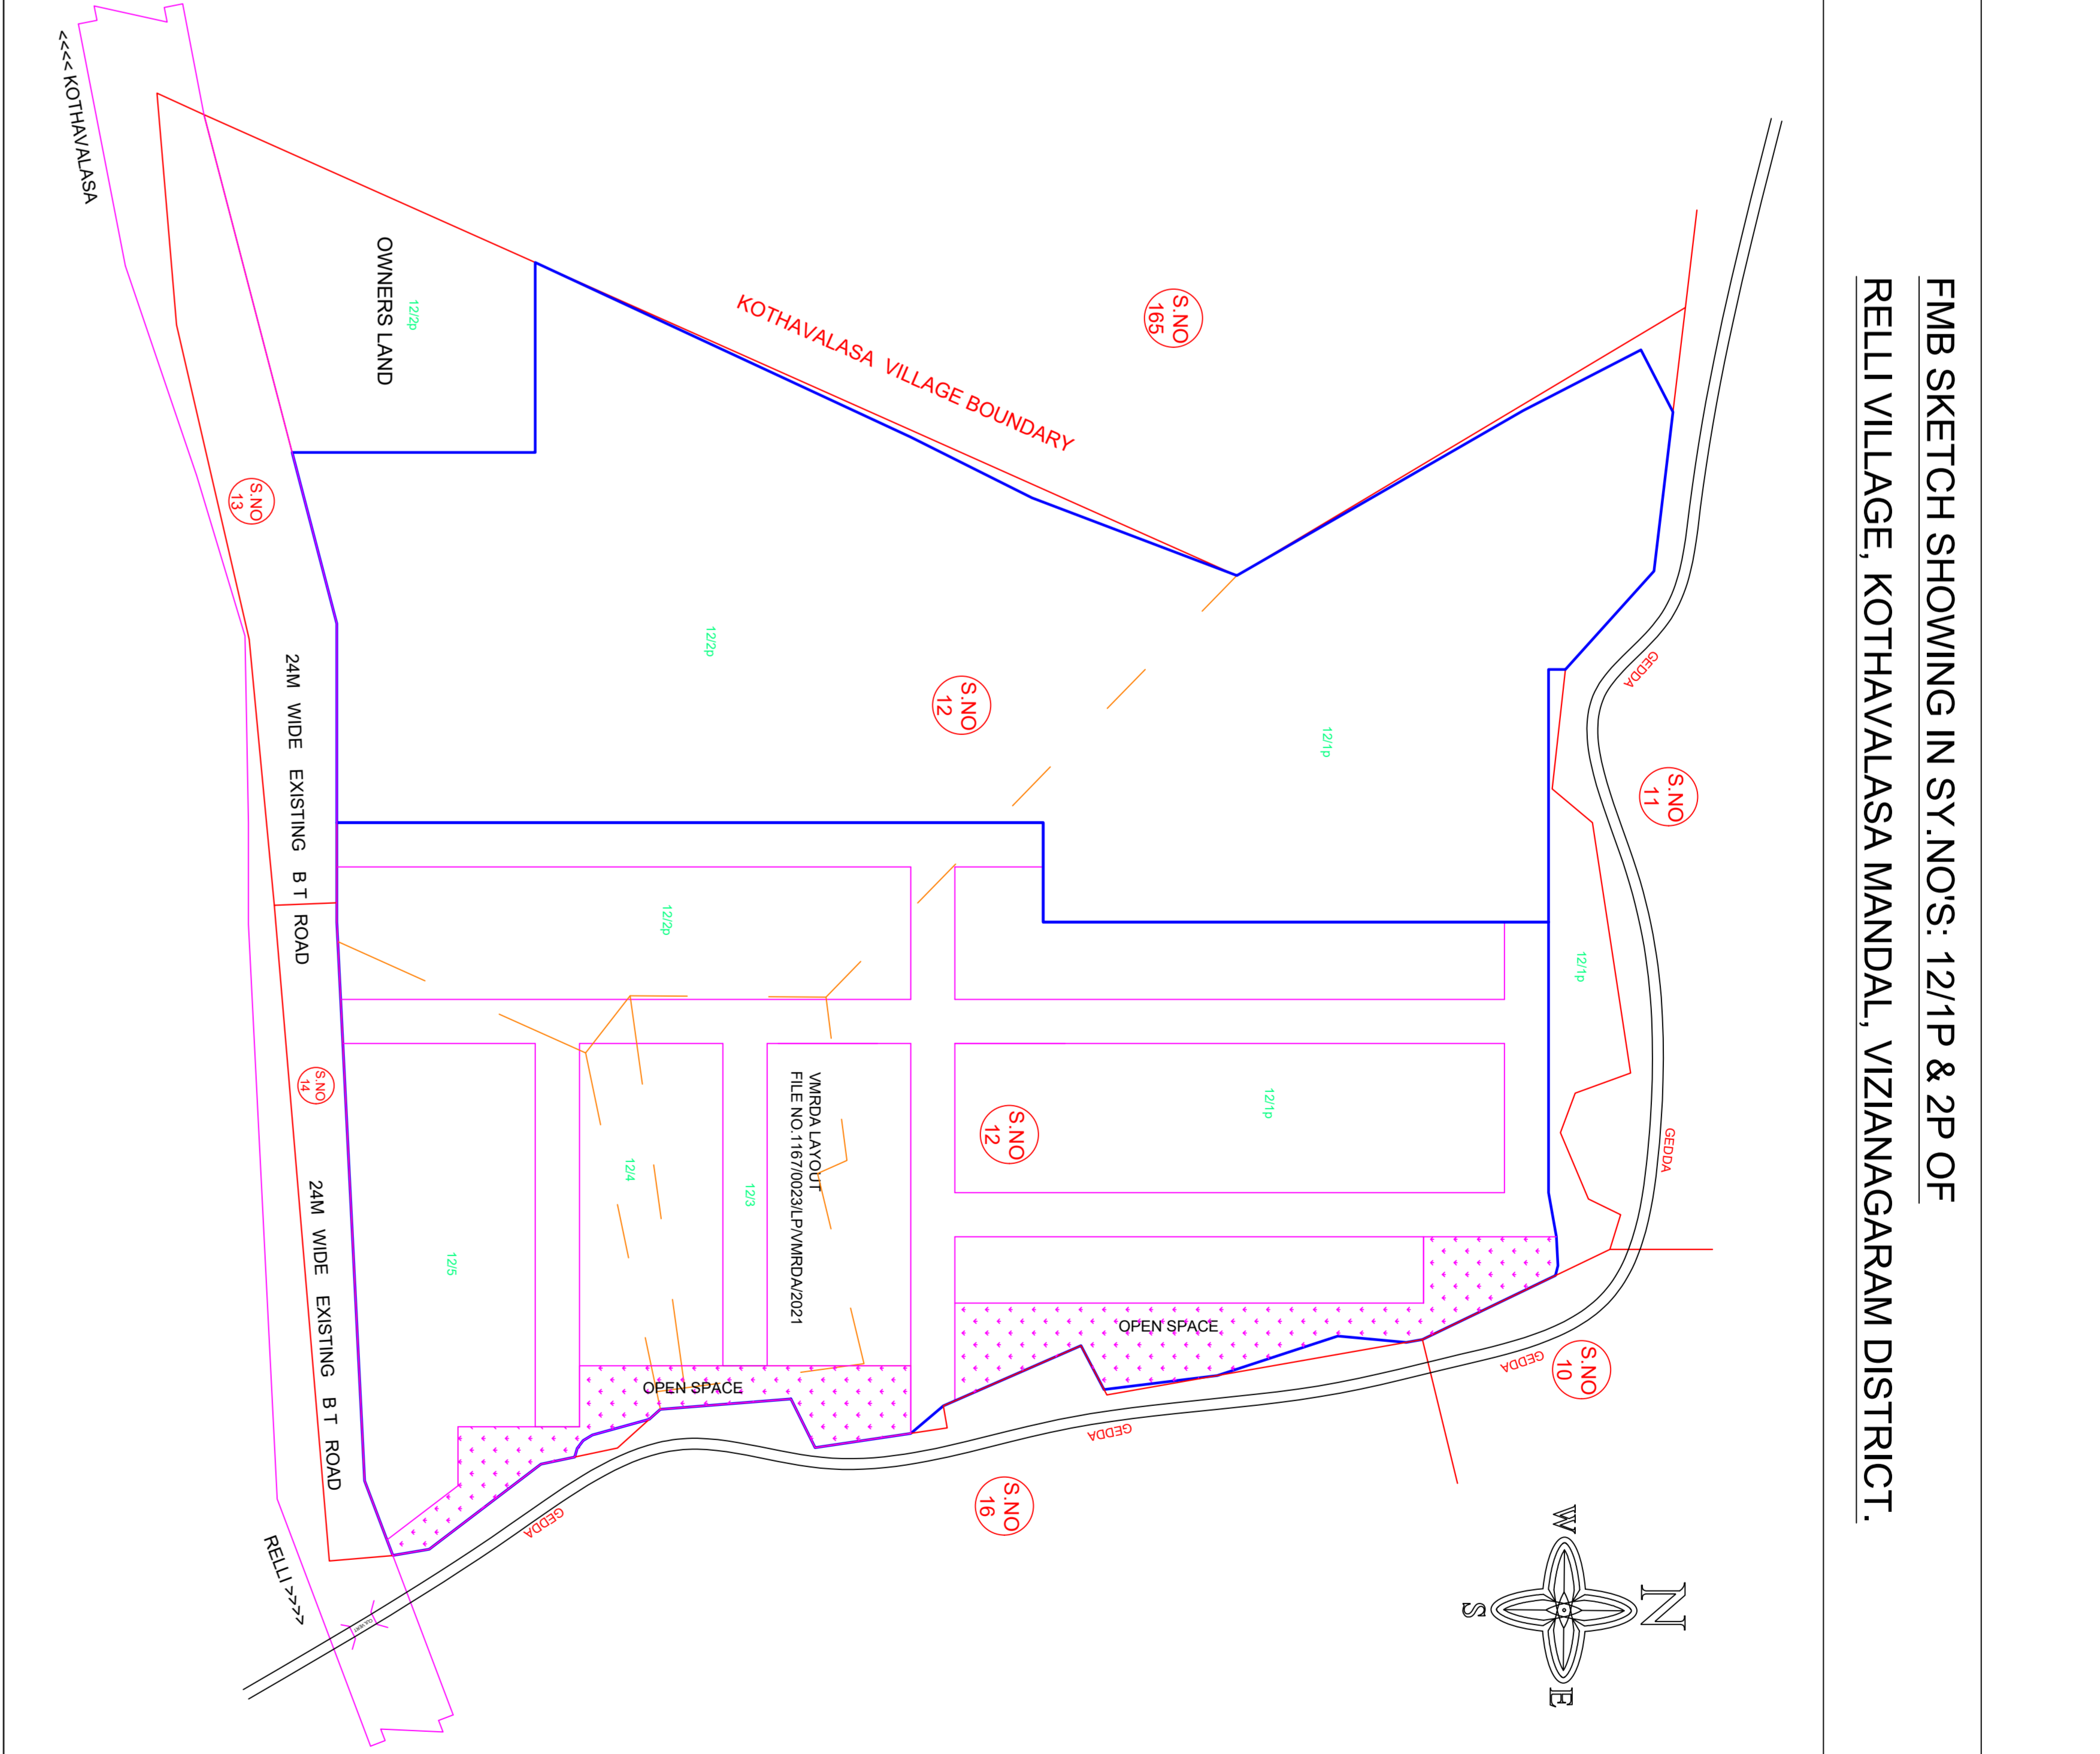 FMB SKETCH SHOWING IN SY.NO'S: 12/1P & 2P OF
RELLI VILLAGE, KOTHAVALASA MANDAL, VIZIANAGARAM DISTRICT.
GEDDA
S.NO
11
S.NO
165
KOTHAVALASA VILLAGE BOUNDARY
12/1p
12/1p
GEDDA
S.NO
12
12/2p
12/1p
S.NO
12
GEDDA
S.NO
10
OPEN SPACE
GEDDA
S.NO
16
12/2p
OWNERS LAND
12/2p
VMRDA LAYOUT
FILE NO.1167/0023/LP/VMRDA/2021
12/3
12/4
OPEN SPACE
12/5
GEDDA
<<<< KOTHAVALASA
S.NO
13
24M WIDE EXISTING B T ROAD
S.NO
14
24M WIDE EXISTING B T ROAD
RELLI >>>>
N
W
E
S